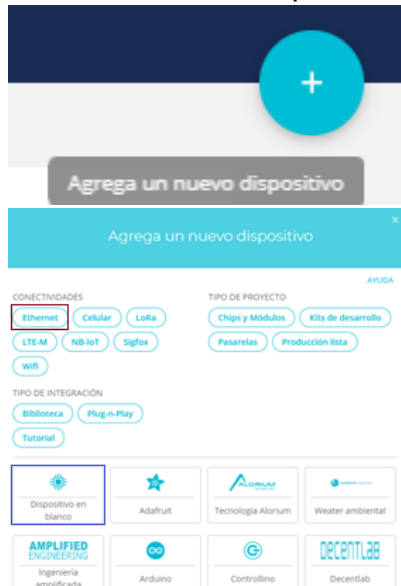 +
Agrega un nuevo dispositivo
Agrega un nuevo dispositivo
×
AYUDA
CONECTIVIDADES
Ethernet Celular LoRa
LTE-M NB-IoT Sigfox
Wifi
TIPO DE PROYECTO
Chips y Módulos Kits de desarrollo
Pasarelas Producción lista
TIPO DE INTEGRACIÓN
Biblioteca Plug-n-Play
Tutorial
Dispositivo en
blanco
Adafruit
ALORIUM
Tecnología Alorium
Weater ambiental
AMPLIFIED
ENGINEERING
Ingeniería
amplificada
Arduino
Controllino
DECENTLAB
Decentlab